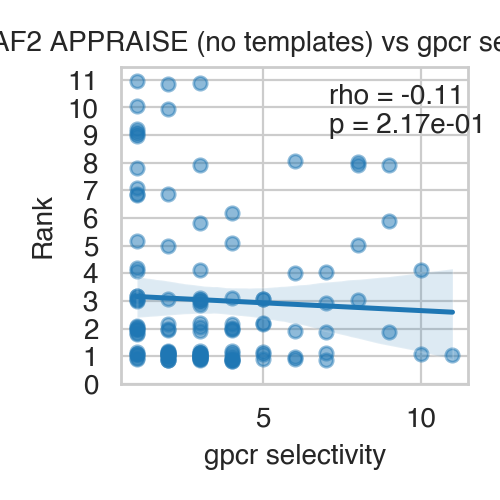 AF2 APPRAISE (no templates) vs gpcr se
rho = -0.11
p = 2.17e-01
11
10
9
8
7
6
5
4
3
2
1
0
Rank
5
10
gpcr selectivity